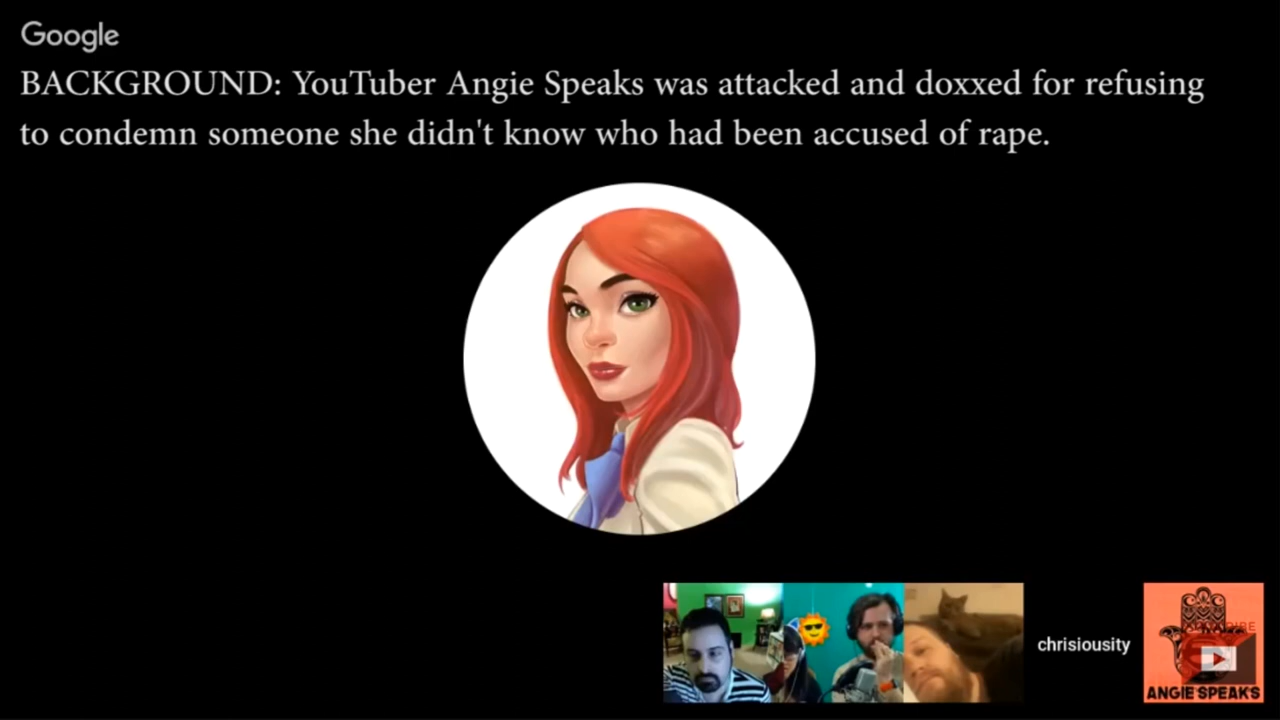 Google
BACKGROUND: YouTuber Angie Speaks was attacked and doxxed for refusing
to condemn someone she didn't know who had been accused of rape.
chrisiousity
ANGIE SPEAKS